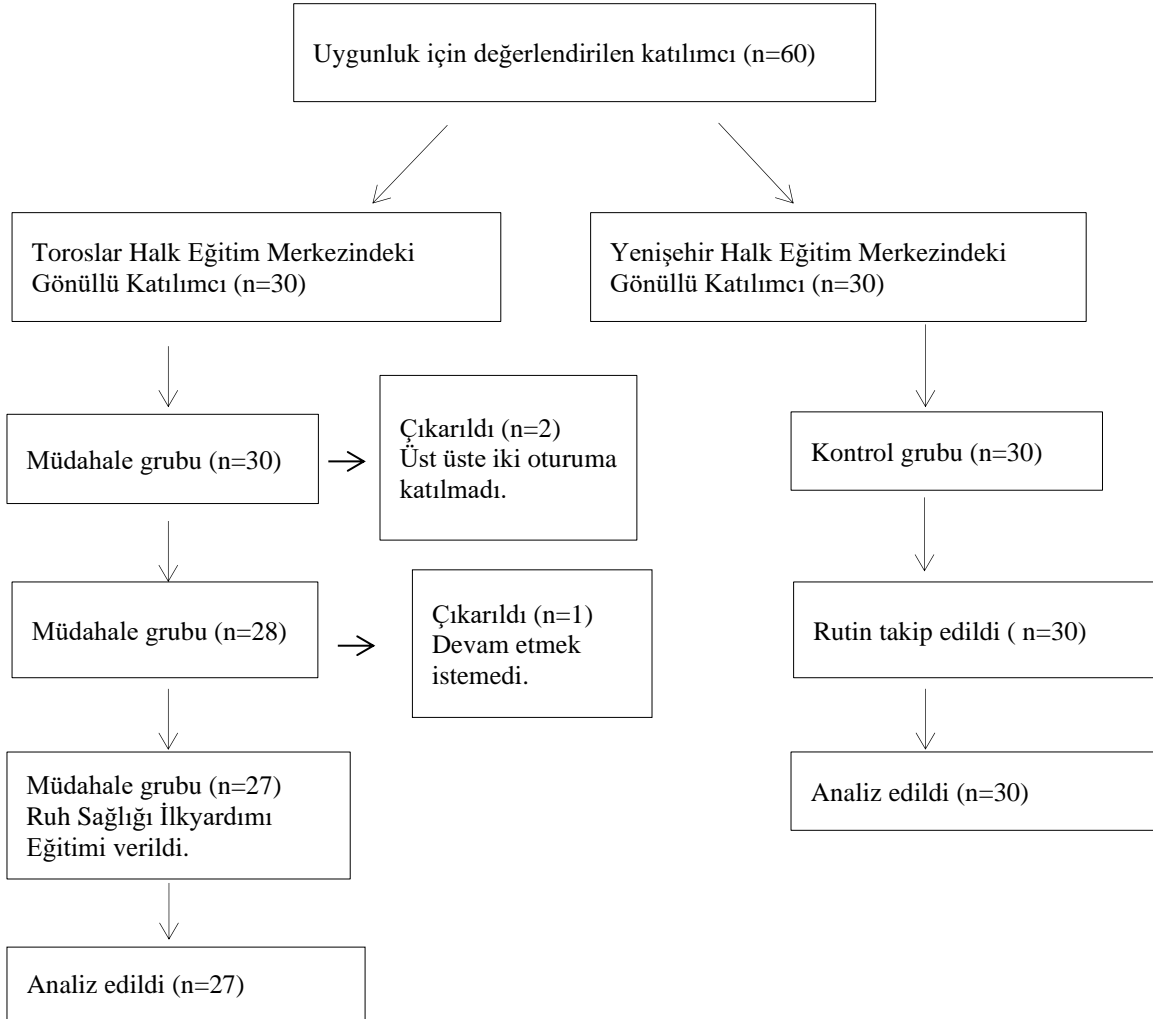 Uygunluk için değerlendirilen katılımcı (n=60)
Toroslar Halk Eğitim Merkezindeki
Gönüllü Katılımcı (n=30)
Yenişehir Halk Eğitim Merkezindeki
Gönüllü Katılımcı (n=30)
Müdahale grubu (n=30)
Çıkarıldı (n=2)
Üst üste iki oturuma
katılmadı.
Kontrol grubu (n=30)
Müdahale grubu (n=28)
Çıkarıldı (n=1)
Devam etmek
istemedi.
Rutin takip edildi ( n=30)
Müdahale grubu (n=27)
Ruh Sağlığı İlkyardımı
Eğitimi verildi.
Analiz edildi (n=30)
Analiz edildi (n=27)